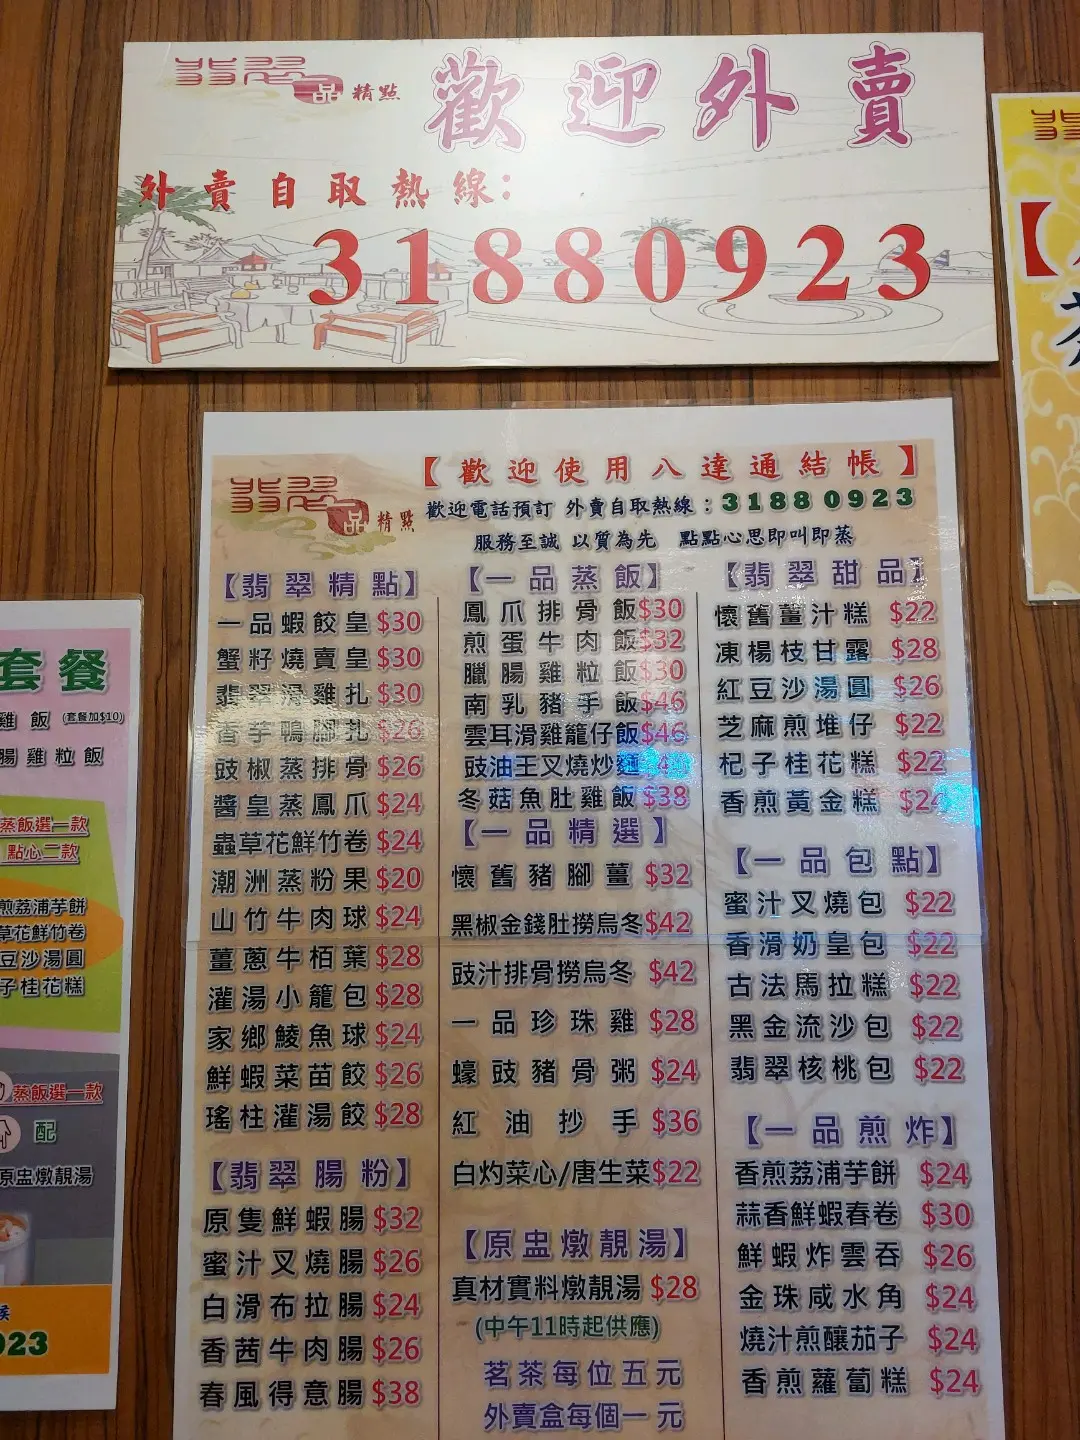 翡翠
一品 精點
歡迎外賣
外賣自取熱線:
31880923
翡翠
一品 精點
【歡迎使用八達通結帳】
歡迎電話預訂 外賣自取熱線：3188 0923
服務至誠 以質為先 點點心思即叫即蒸
【翡翠精點】
一品蝦餃皇$30
蟹籽燒賣皇$30
翡翠滑雞扎$30
香芋鴨腳扎$26
豉椒蒸排骨$26
醬皇蒸鳳爪$24
蟲草花鮮竹卷$24
潮洲蒸粉果$20
山竹牛肉球$24
薑蔥牛栢葉$28
灌湯小籠包$28
家鄉鯪魚球$24
鮮蝦菜苗餃$26
瑤柱灌湯餃$28
【翡翠腸粉】
原隻鮮蝦腸$32
蜜汁叉燒腸$26
白滑布拉腸$24
香茜牛肉腸$26
春風得意腸$38
【一品蒸飯】
鳳爪排骨飯$30
煎蛋牛肉飯$32
臘腸雞粒飯$30
南乳豬手飯$46
雲耳滑雞籠仔飯$46
豉油王叉燒炒麵
冬菇魚肚雞飯$38
【一品精選】
懷舊豬腳薑$32
黑椒金錢肚撈烏冬$42
豉汁排骨撈烏冬$42
一品珍珠雞$28
蠔豉豬骨粥$24
紅油抄手$36
白灼菜心/唐生菜$22
【原盅燉靚湯】
真材實料燉靚湯$28
(中午11時起供應)
茗茶每位五元
外賣盒每個一元
【翡翠甜品】
懷舊薑汁糕$22
凍楊枝甘露$28
紅豆沙湯圓$26
芝麻煎堆仔$22
杞子桂花糕$22
香煎黃金糕$24
【一品包點】
蜜汁叉燒包$22
香滑奶皇包$22
古法馬拉糕$22
黑金流沙包$22
翡翠核桃包$22
【一品煎炸】
香煎荔浦芋餅$24
蒜香鮮蝦春卷$30
鮮蝦炸雲吞$26
金珠咸水角$24
燒汁煎釀茄子$24
香煎蘿蔔糕$24
套餐
雞飯 (套餐加$10)
腸雞粒飯
蒸飯選一款
點心二款
煎荔浦芋餅
草花鮮竹卷
豆沙湯圓
子桂花糕
蒸飯選一款
配
原盅燉靚湯
923
翡
【